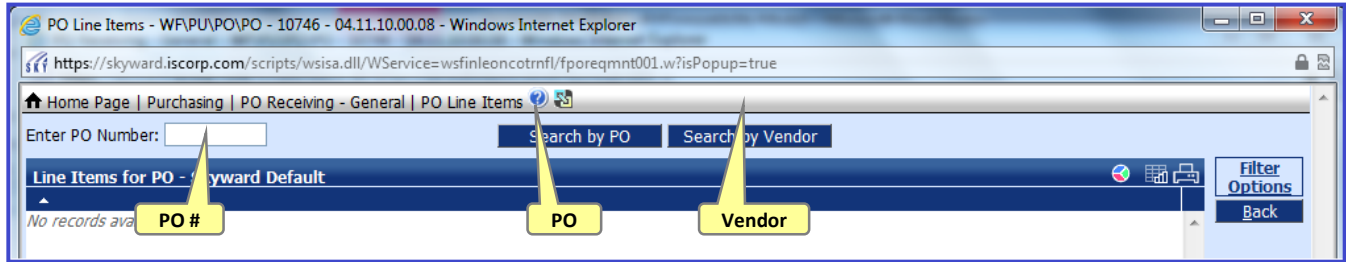 PO Line Items - WF\PU\PO\PO - 10746 - 04.11.10.00.08 - Windows Internet Explorer
https://skyward.iscorp.com/scripts/wsisa.dll/WService=wsfinleoncotrnfl/fporeqmnt001.w?isPopup=true
Home Page | Purchasing | PO Receiving - General | PO Line Items
Enter PO Number: Search by PO Search by Vendor
Line Items for PO - Skyward Default
Filter Options
Back
No records
PO #
PO
Vendor